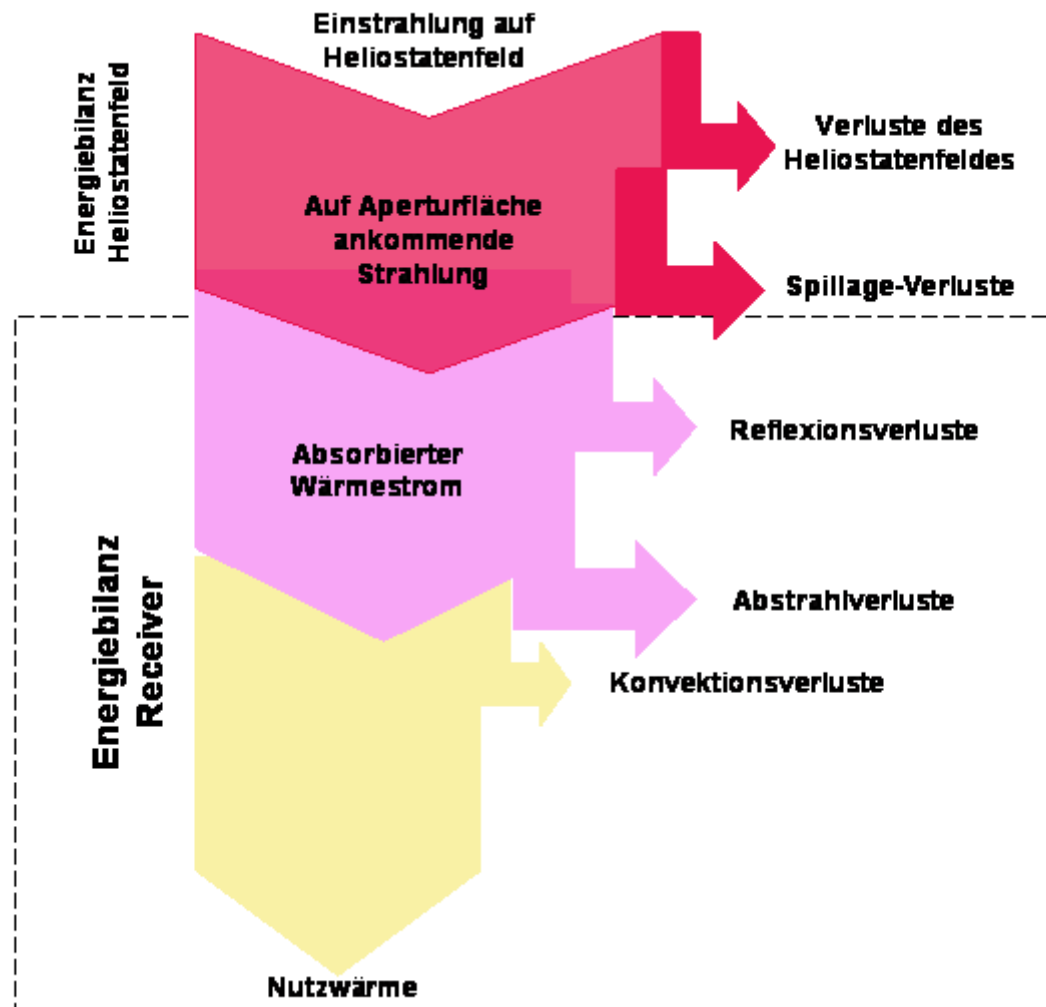 Einstrahlung auf
Heliostatenfeld
Energiebilanz
Heliostatenfeld
Verluste des
Heliostatenfeldes
Auf Aperturfläche
ankommende
Strahlung
Spillage-Verluste
Reflexionsverluste
Absorbierter
Wärmestrom
Energiebilanz
Receiver
Abstrahlverluste
Konvektionsverluste
Nutzwärme